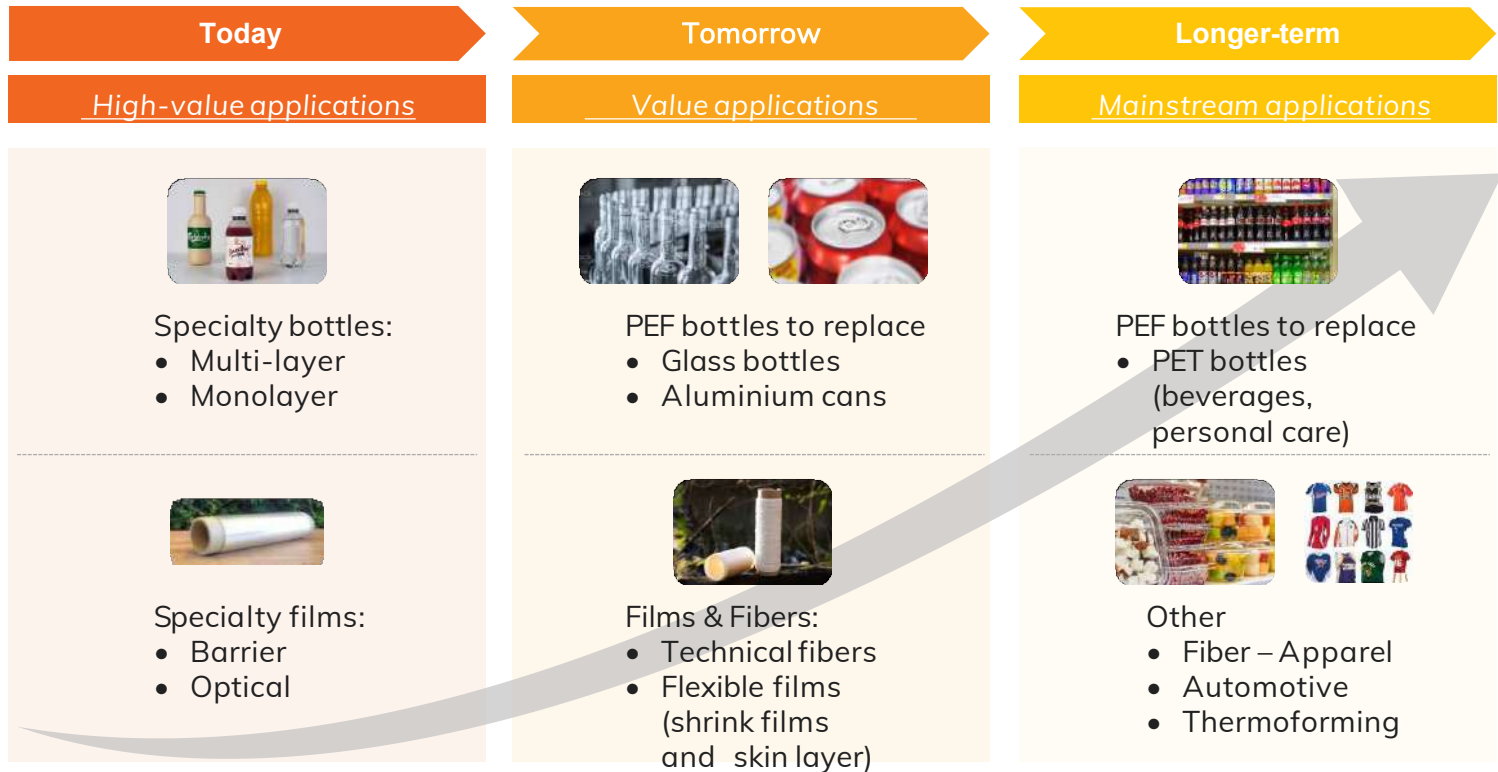 Today
High-value applications
Specialty bottles:
• Multi-layer
• Monolayer
Specialty films:
• Barrier
• Optical
Tomorrow
Value applications
PEF bottles to replace
• Glass bottles
• Aluminium cans
Films & Fibers:
• Technical fibers
• Flexible films
(shrink films
and skin layer)
Longer-term
Mainstream applications
PEF bottles to replace
• PET bottles
(beverages,
personal care)
Other
• Fiber – Apparel
• Automotive
• Thermoforming